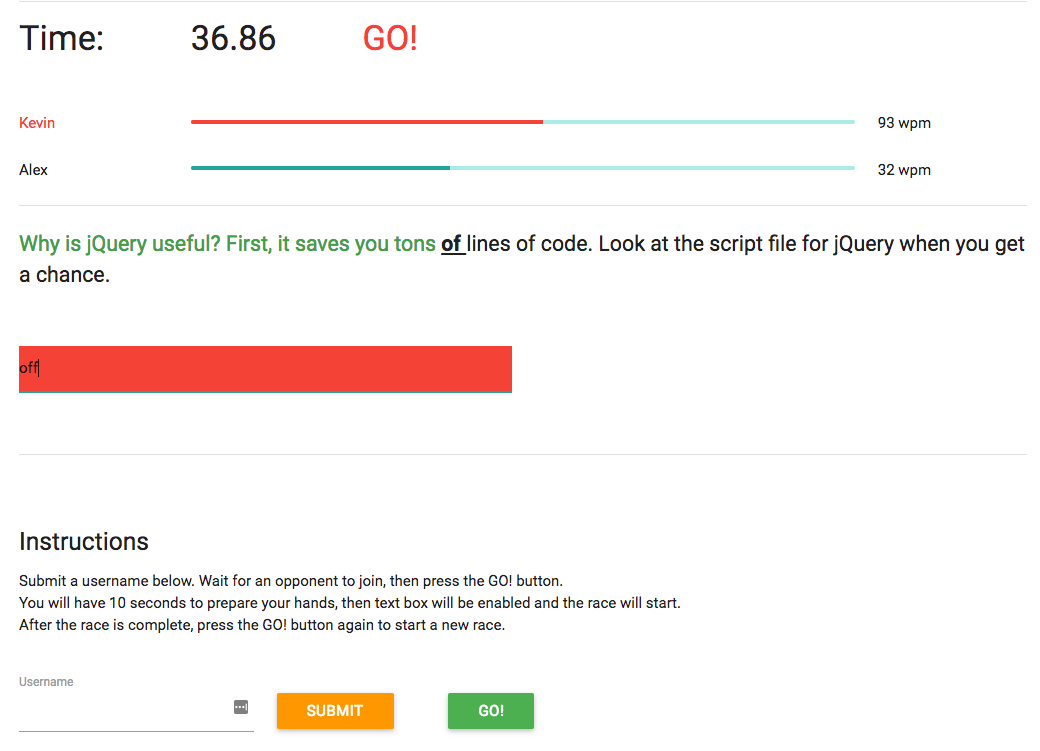 Time: 36.86 GO!
Kevin 93 wpm
Alex 32 wpm
Why is jQuery useful? First, it saves you tons of lines of code. Look at the script file for jQuery when you get
a chance.
off
Instructions
Submit a username below. Wait for an opponent to join, then press the GO! button.
You will have 10 seconds to prepare your hands, then text box will be enabled and the race will start.
After the race is complete, press the GO! button again to start a new race.
Username
SUBMIT GO!